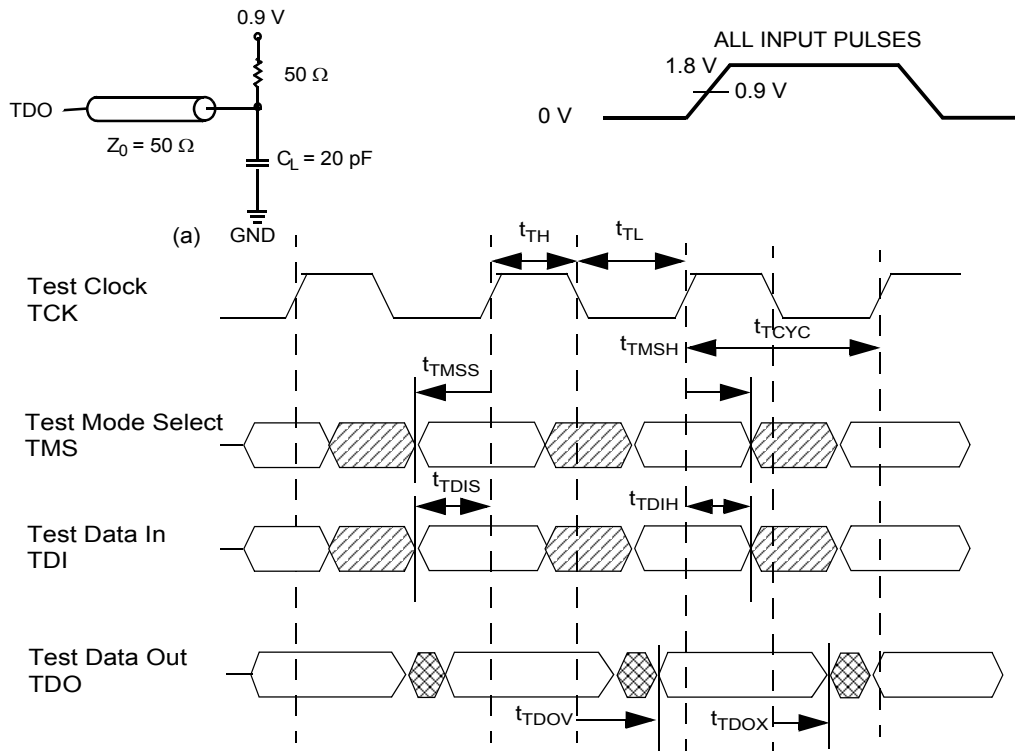 0.9 V
ALL INPUT PULSES
50 Ω
1.8 V
0.9 V
TDO
0 V
Z0 = 50 Ω
CL = 20 pF
(a)
GND
tTH
tTL
Test Clock
TCK
tTMSH
tTCYC
tTMSS
Test Mode Select
TMS
tTDIS
tTDIH
Test Data In
TDI
Test Data Out
TDO
tTDOV
tTDOX